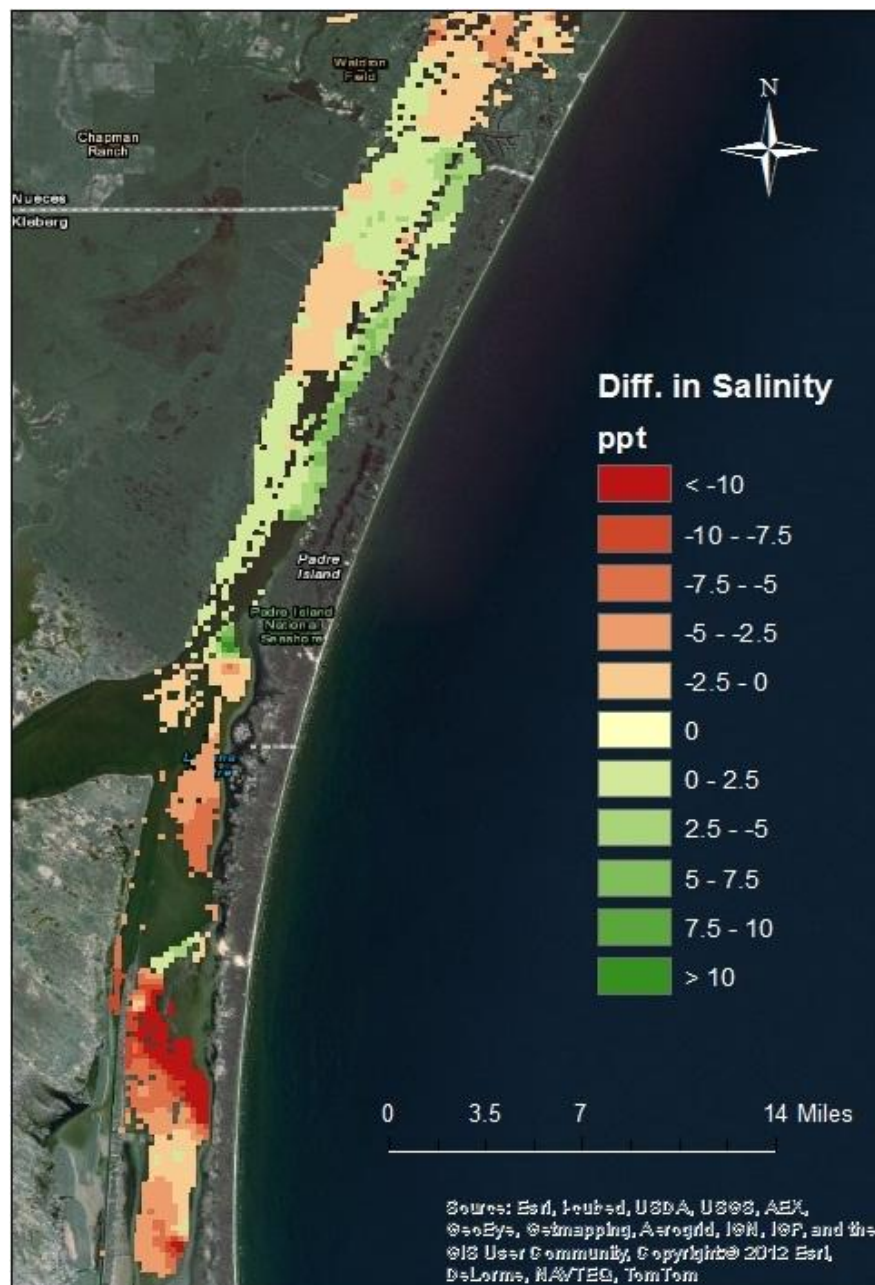 Waldron
Field
N
Chapman
Ranch
Nueces
Kleberg
Diff. in Salinity
ppt
< -10
-10 - -7.5
-7.5 - -5
-5 - -2.5
-2.5 - 0
0
0 - 2.5
2.5 - -5
5 - 7.5
7.5 - 10
> 10
Padre
Island
Padre Island
National
Seashore
0 3.5 7 14 Miles
Source: Esri, i-cubed, USDA, USGS, AEX,
GeoEye, Getmapping, Aerogrid, IGN, IGP, and the
GIS User Community, Copyright:© 2012 Esri,
DeLorme, NAVTEQ, TomTom